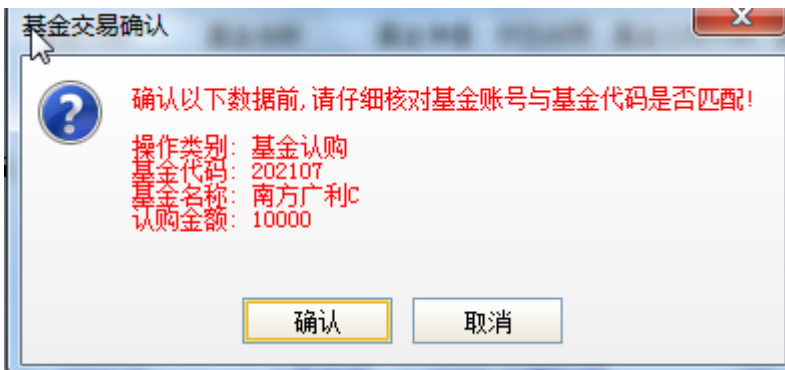 基金交易确认
确认以下数据前,请仔细核对基金账号与基金代码是否匹配!
操作类别: 基金认购
基金代码: 202107
基金名称: 南方广利C
认购金额: 10000
确认
取消